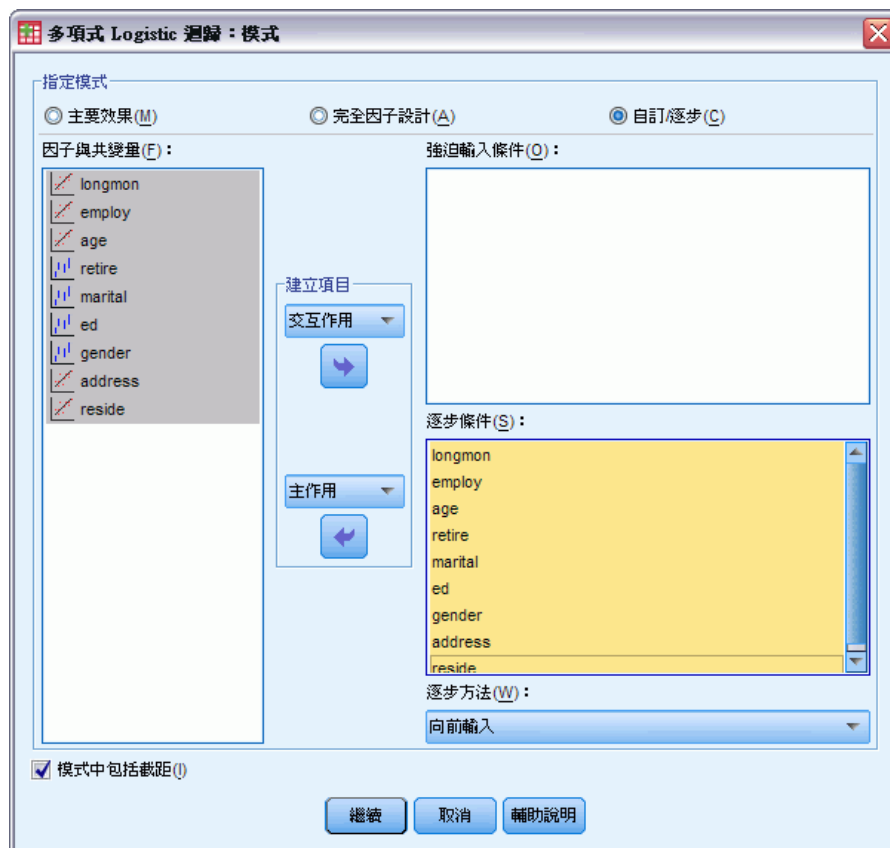 多項式 Logistic 迴歸：模式
指定模式
主要效果(M)
完全因子設計(A)
自訂/逐步(C)
因子與共變量(F)：
longmon
employ
age
retire
marital
ed
gender
address
reside
建立項目
交互作用
主作用
強迫輸入條件(O)：
逐步條件(S)：
longmon
employ
age
retire
marital
ed
gender
address
reside
逐步方法(W)：
向前輸入
模式中包括截距(I)
繼續
取消
輔助說明